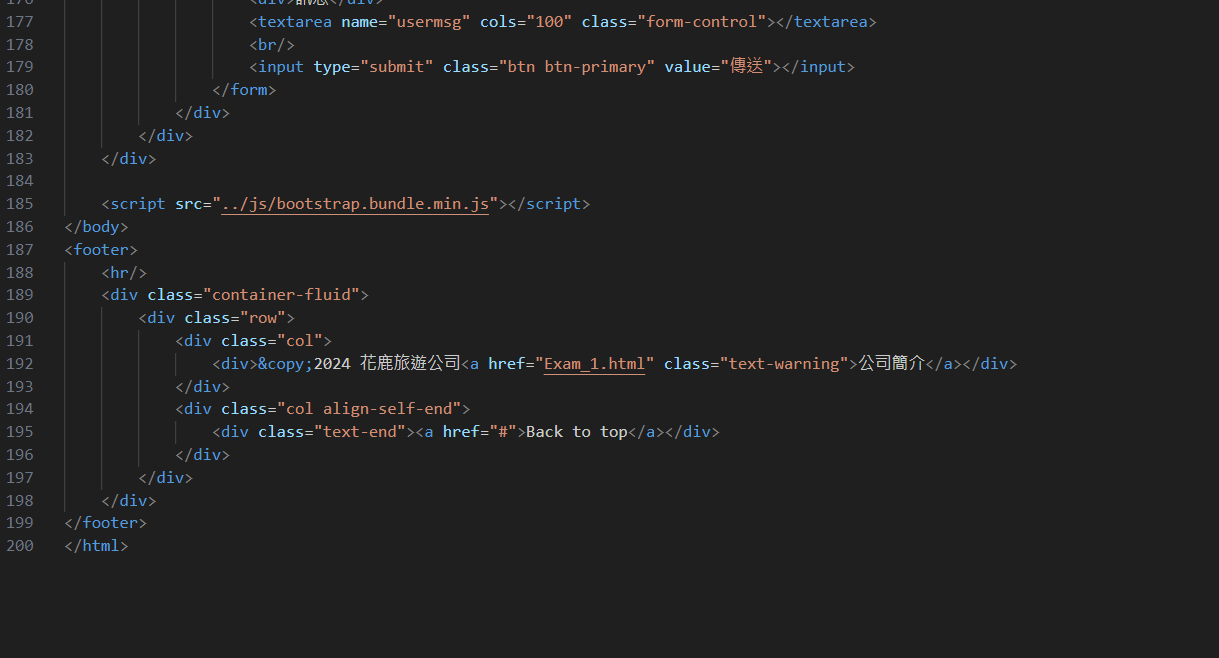 176 <div>訊息</div>
177 <textarea name="usermsg" cols="100" class="form-control"></textarea>
178 <br/>
179 <input type="submit" class="btn btn-primary" value="傳送"></input>
180 </form>
181 </div>
182 </div>
183 </div>
184
185 <script src="../js/bootstrap.bundle.min.js"></script>
186 </body>
187 <footer>
188 <hr/>
189 <div class="container-fluid">
190 <div class="row">
191 <div class="col">
192 <div>&copy;2024 花鹿旅遊公司<a href="Exam_1.html" class="text-warning">公司簡介</a></div>
193 </div>
194 <div class="col align-self-end">
195 <div class="text-end"><a href="#">Back to top</a></div>
196 </div>
197 </div>
198 </div>
199 </footer>
200 </html>